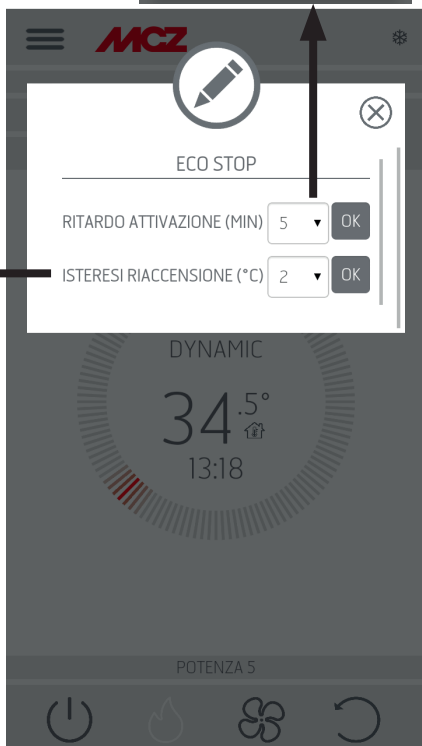 MCZ
ECO STOP
RITARDO ATTIVAZIONE (MIN) 5 OK
ISTERESI RIACCENSIONE (°C) 2 OK
DYNAMIC
34.5°
13:18
POTENZA 5